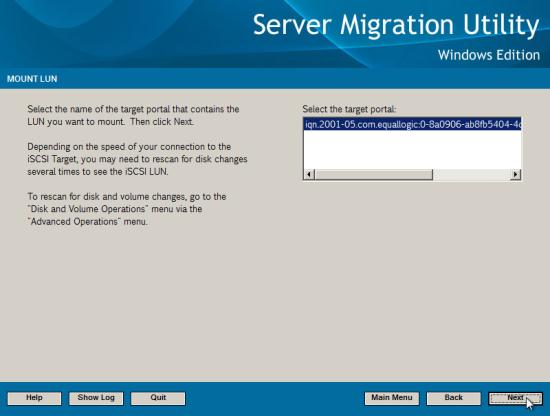 Server Migration Utility
Windows Edition
MOUNT LUN
Select the name of the target portal that contains the
LUN you want to mount. Then click Next.
Depending on the speed of your connection to the
iSCSI Target, you may need to rescan for disk changes
several times to see the iSCSI LUN.
To rescan for disk and volume changes, go to the
"Disk and Volume Operations" menu via the
"Advanced Operations" menu.
Select the target portal:
iqn.2001-05.com.equallogic:0-8a0906-ab8fb5404-4c
Help
Show Log
Quit
Main Menu
Back
Next